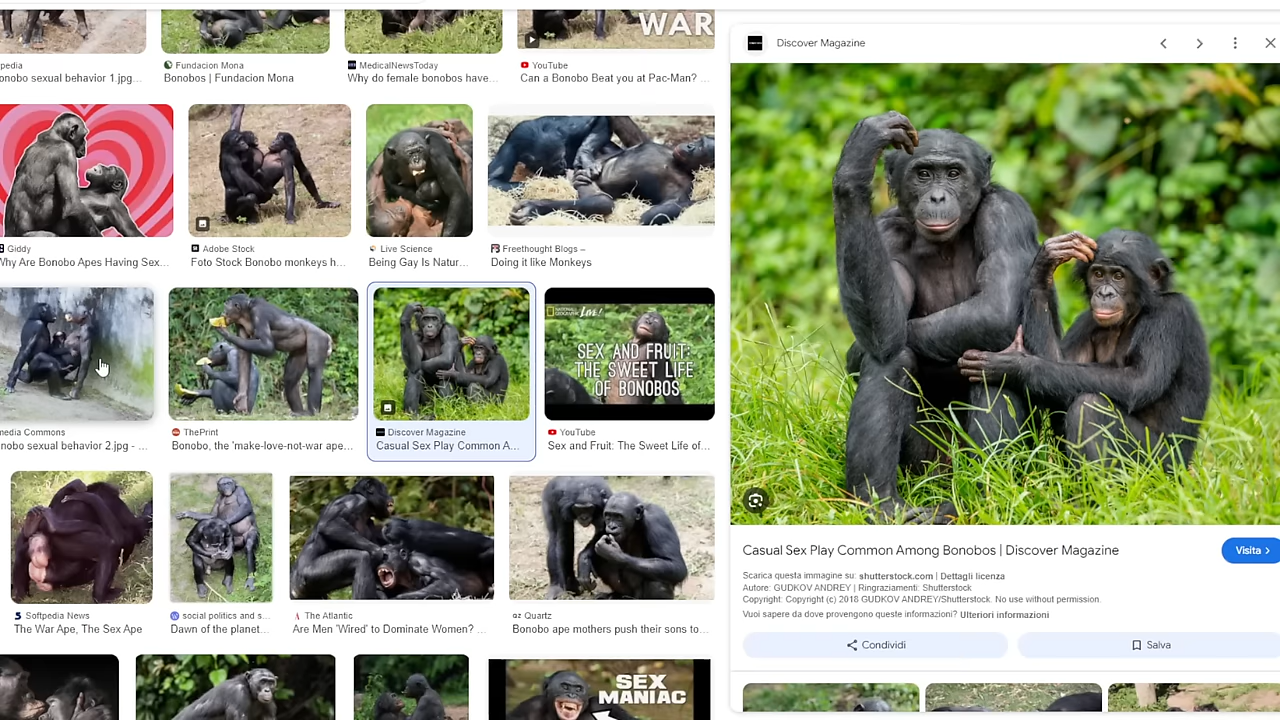 WAR
pedia
onobo sexual behavior 1.jpg...
Fundacion Mona
Bonobos | Fundacion Mona
MedicalNewsToday
Why do female bonobos have...
YouTube
Can a Bonobo Beat you at Pac-Man? ...
Giddy
Why Are Bonobo Apes Having Sex...
Adobe Stock
Foto Stock Bonobo monkeys h...
Live Science
Being Gay Is Natur...
Freethought Blogs –
Doing it like Monkeys
NATIONAL GEOGRAPHIC LIVE!
SEX AND FRUIT:
THE SWEET LIFE
OF BONOBOS
media Commons
nobo sexual behavior 2.jpg - ...
ThePrint
Bonobo, the 'make-love-not-war ape...
Discover Magazine
Casual Sex Play Common A...
YouTube
Sex and Fruit: The Sweet Life of...
Softpedia News
The War Ape, The Sex Ape
social politics and s...
Dawn of the planet...
The Atlantic
Are Men 'Wired' to Dominate Women? ...
Quartz
Bonobo ape mothers push their sons to...
SEX
MANIAC
Discover Magazine
Casual Sex Play Common Among Bonobos | Discover Magazine
Visita
Scarica questa immagine su: shutterstock.com | Dettagli licenza
Autore: GUDKOV ANDREY | Ringraziamenti: Shutterstock
Copyright: Copyright (c) 2018 GUDKOV ANDREY/Shutterstock. No use without permission.
Vuoi sapere da dove provengono queste informazioni? Ulteriori informazioni
Condividi
Salva